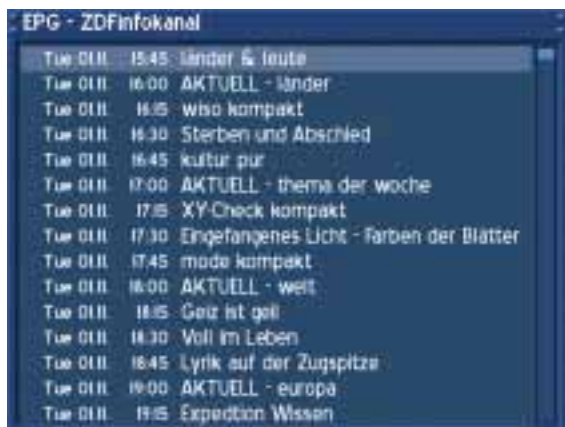 EPG - ZDFinfokanal
Tue 01.11. 15:45 länder & leute
Tue 01.11. 16:00 AKTUELL - länder
Tue 01.11. 16:15 wiso kompakt
Tue 01.11. 16:30 Sterben und Abschied
Tue 01.11. 16:45 kultur pur
Tue 01.11. 17:00 AKTUELL - thema der woche
Tue 01.11. 17:15 XY-Check kompakt
Tue 01.11. 17:30 Eingefangenes Licht - Farben der Blätter
Tue 01.11. 17:45 mode kompakt
Tue 01.11. 18:00 AKTUELL - welt
Tue 01.11. 18:15 Geiz ist geil
Tue 01.11. 18:30 Voll im Leben
Tue 01.11. 18:45 Lyrik auf der Zugspitze
Tue 01.11. 19:00 AKTUELL - europa
Tue 01.11. 19:15 Expedtion Wissen